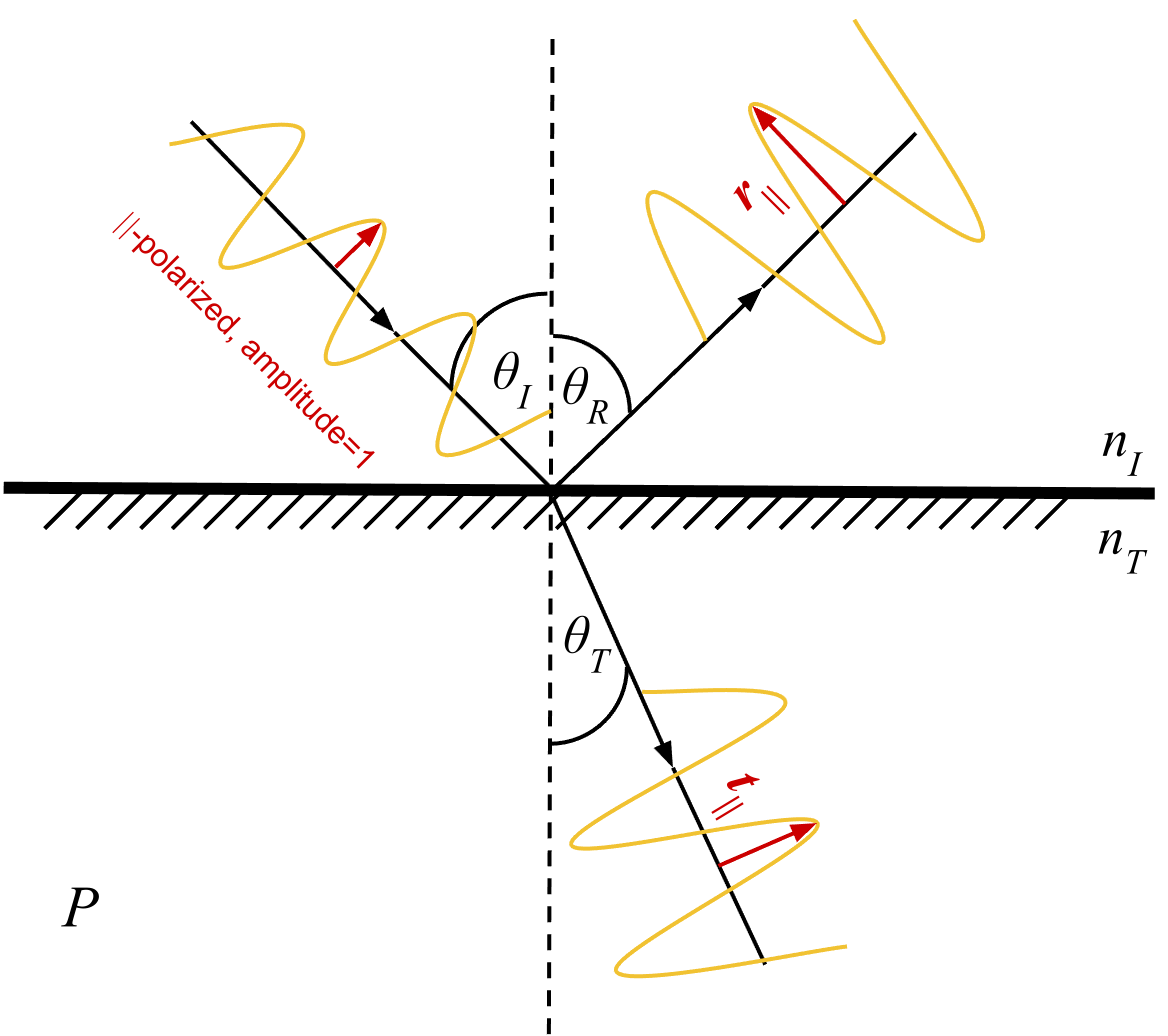 ||-polarized, amplitude=1
r||
θI
θR
nI
nT
θT
t||
P